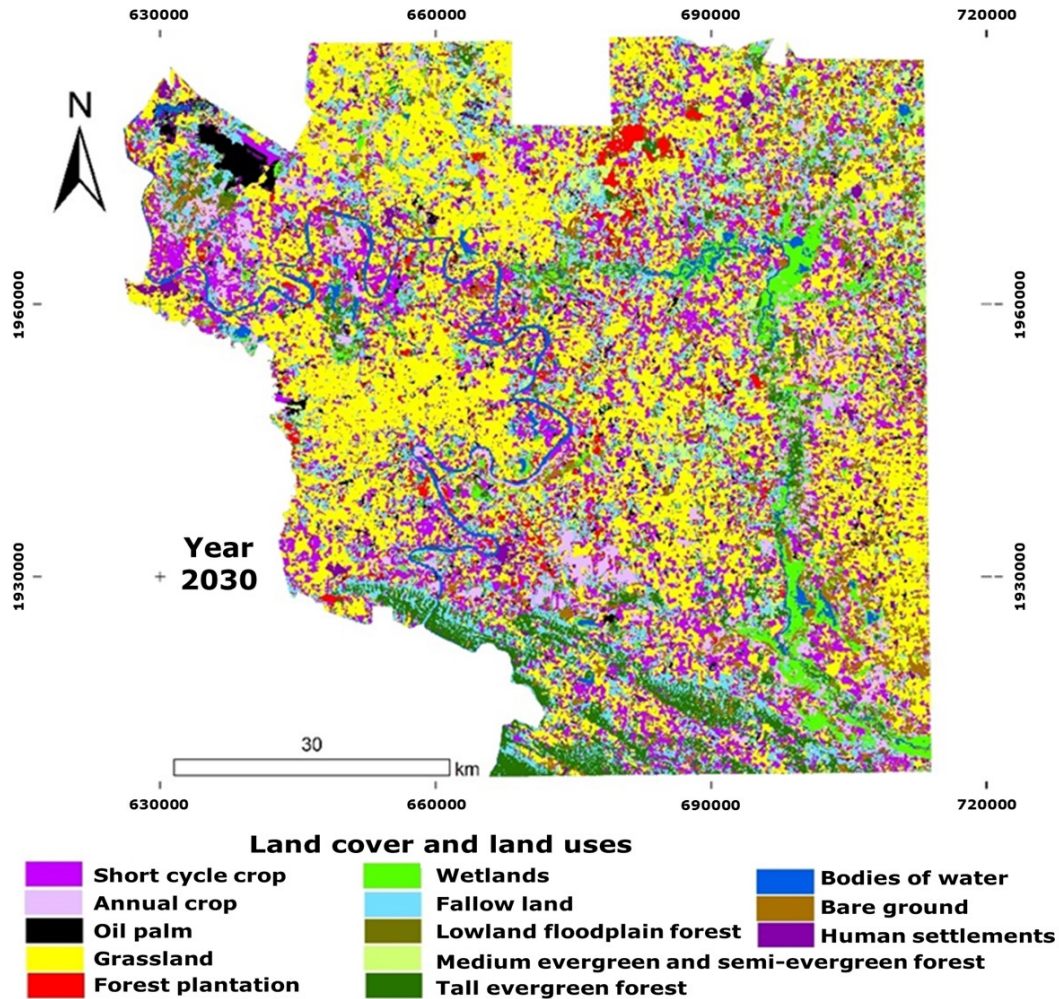 630000 660000 690000 720000
N
1960000 1960000
Year
2030
1930000 1930000
30
km
630000 660000 690000 720000
Land cover and land uses
Short cycle crop
Annual crop
Oil palm
Grassland
Forest plantation
Wetlands
Fallow land
Lowland floodplain forest
Medium evergreen and semi-evergreen forest
Tall evergreen forest
Bodies of water
Bare ground
Human settlements